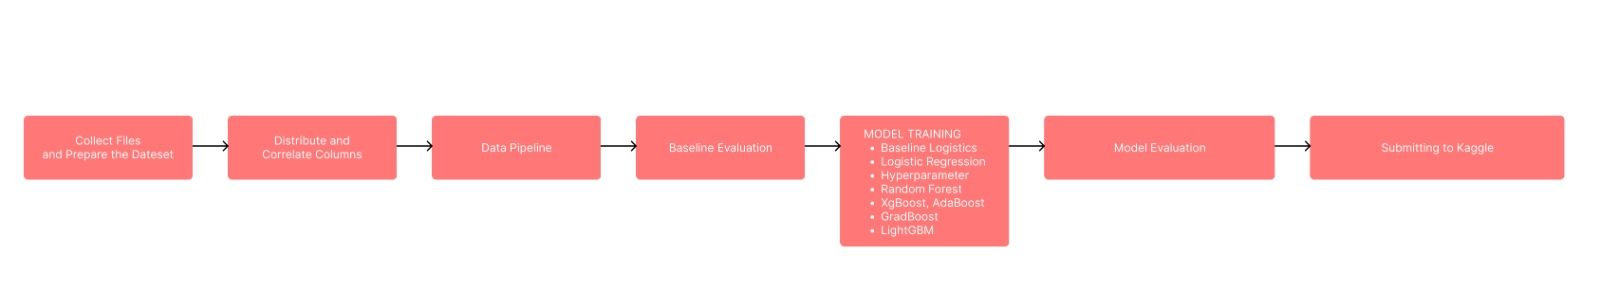 Collect Files
and Prepare the Dateset
Distribute and
Correlate Columns
Data Pipeline
Baseline Evaluation
MODEL TRAINING
• Baseline Logistics
• Logistic Regression
• Hyperparameter
• Random Forest
• XgBoost, AdaBoost
• GradBoost
• LightGBM
Model Evaluation
Submitting to Kaggle